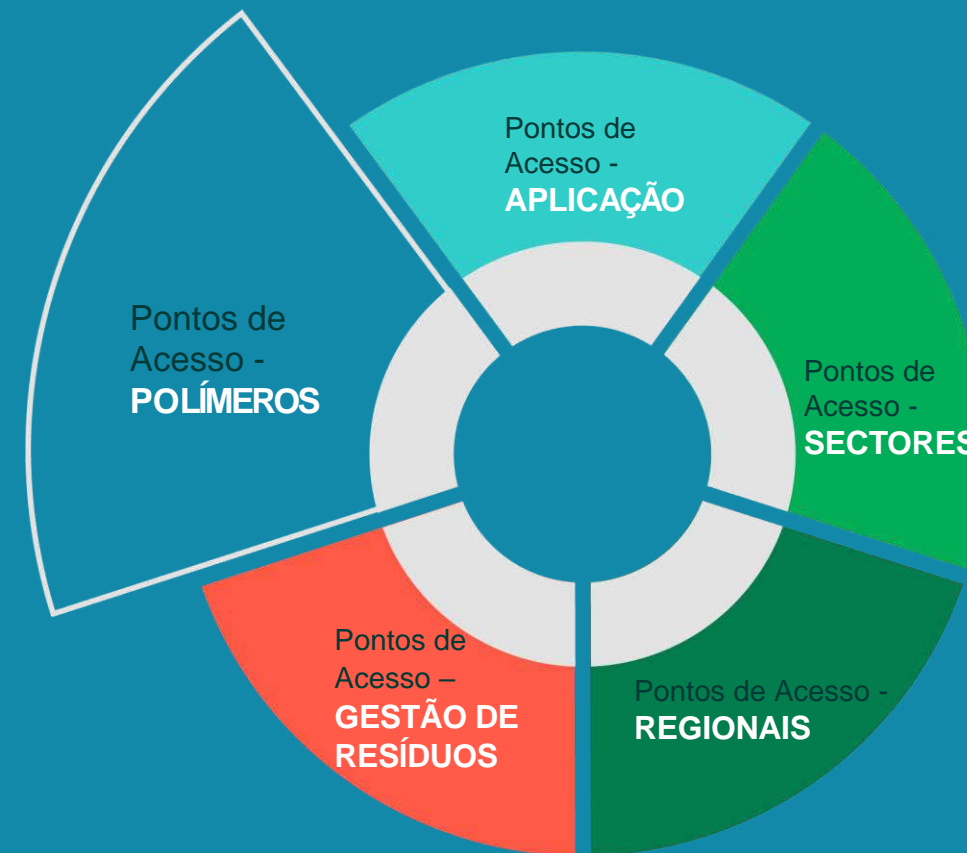 Pontos de
Acesso -
APLICAÇÃO
Pontos de
Acesso -
POLÍMEROS
Pontos de
Acesso -
SECTORES
Pontos de
Acesso –
GESTÃO DE
RESÍDUOS
Pontos de Acesso -
REGIONAIS